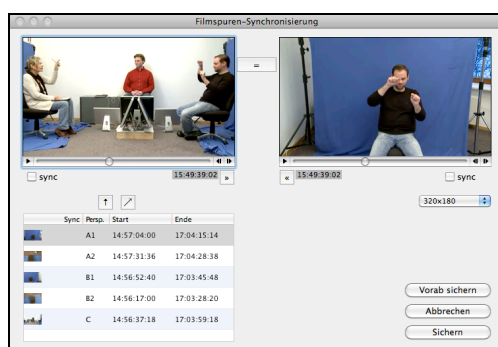 Filmspuren-Synchronisierung
=
sync
15:49:39:02
»
«
15:49:39:02
sync
320x180
Sync Persp. Start Ende
A1 14:57:04:00 17:04:15:14
A2 14:57:31:36 17:04:28:38
B1 14:56:52:40 17:03:45:48
B2 14:56:17:00 17:03:28:20
C 14:56:37:18 17:03:59:18
Vorab sichern
Abbrechen
Sichern